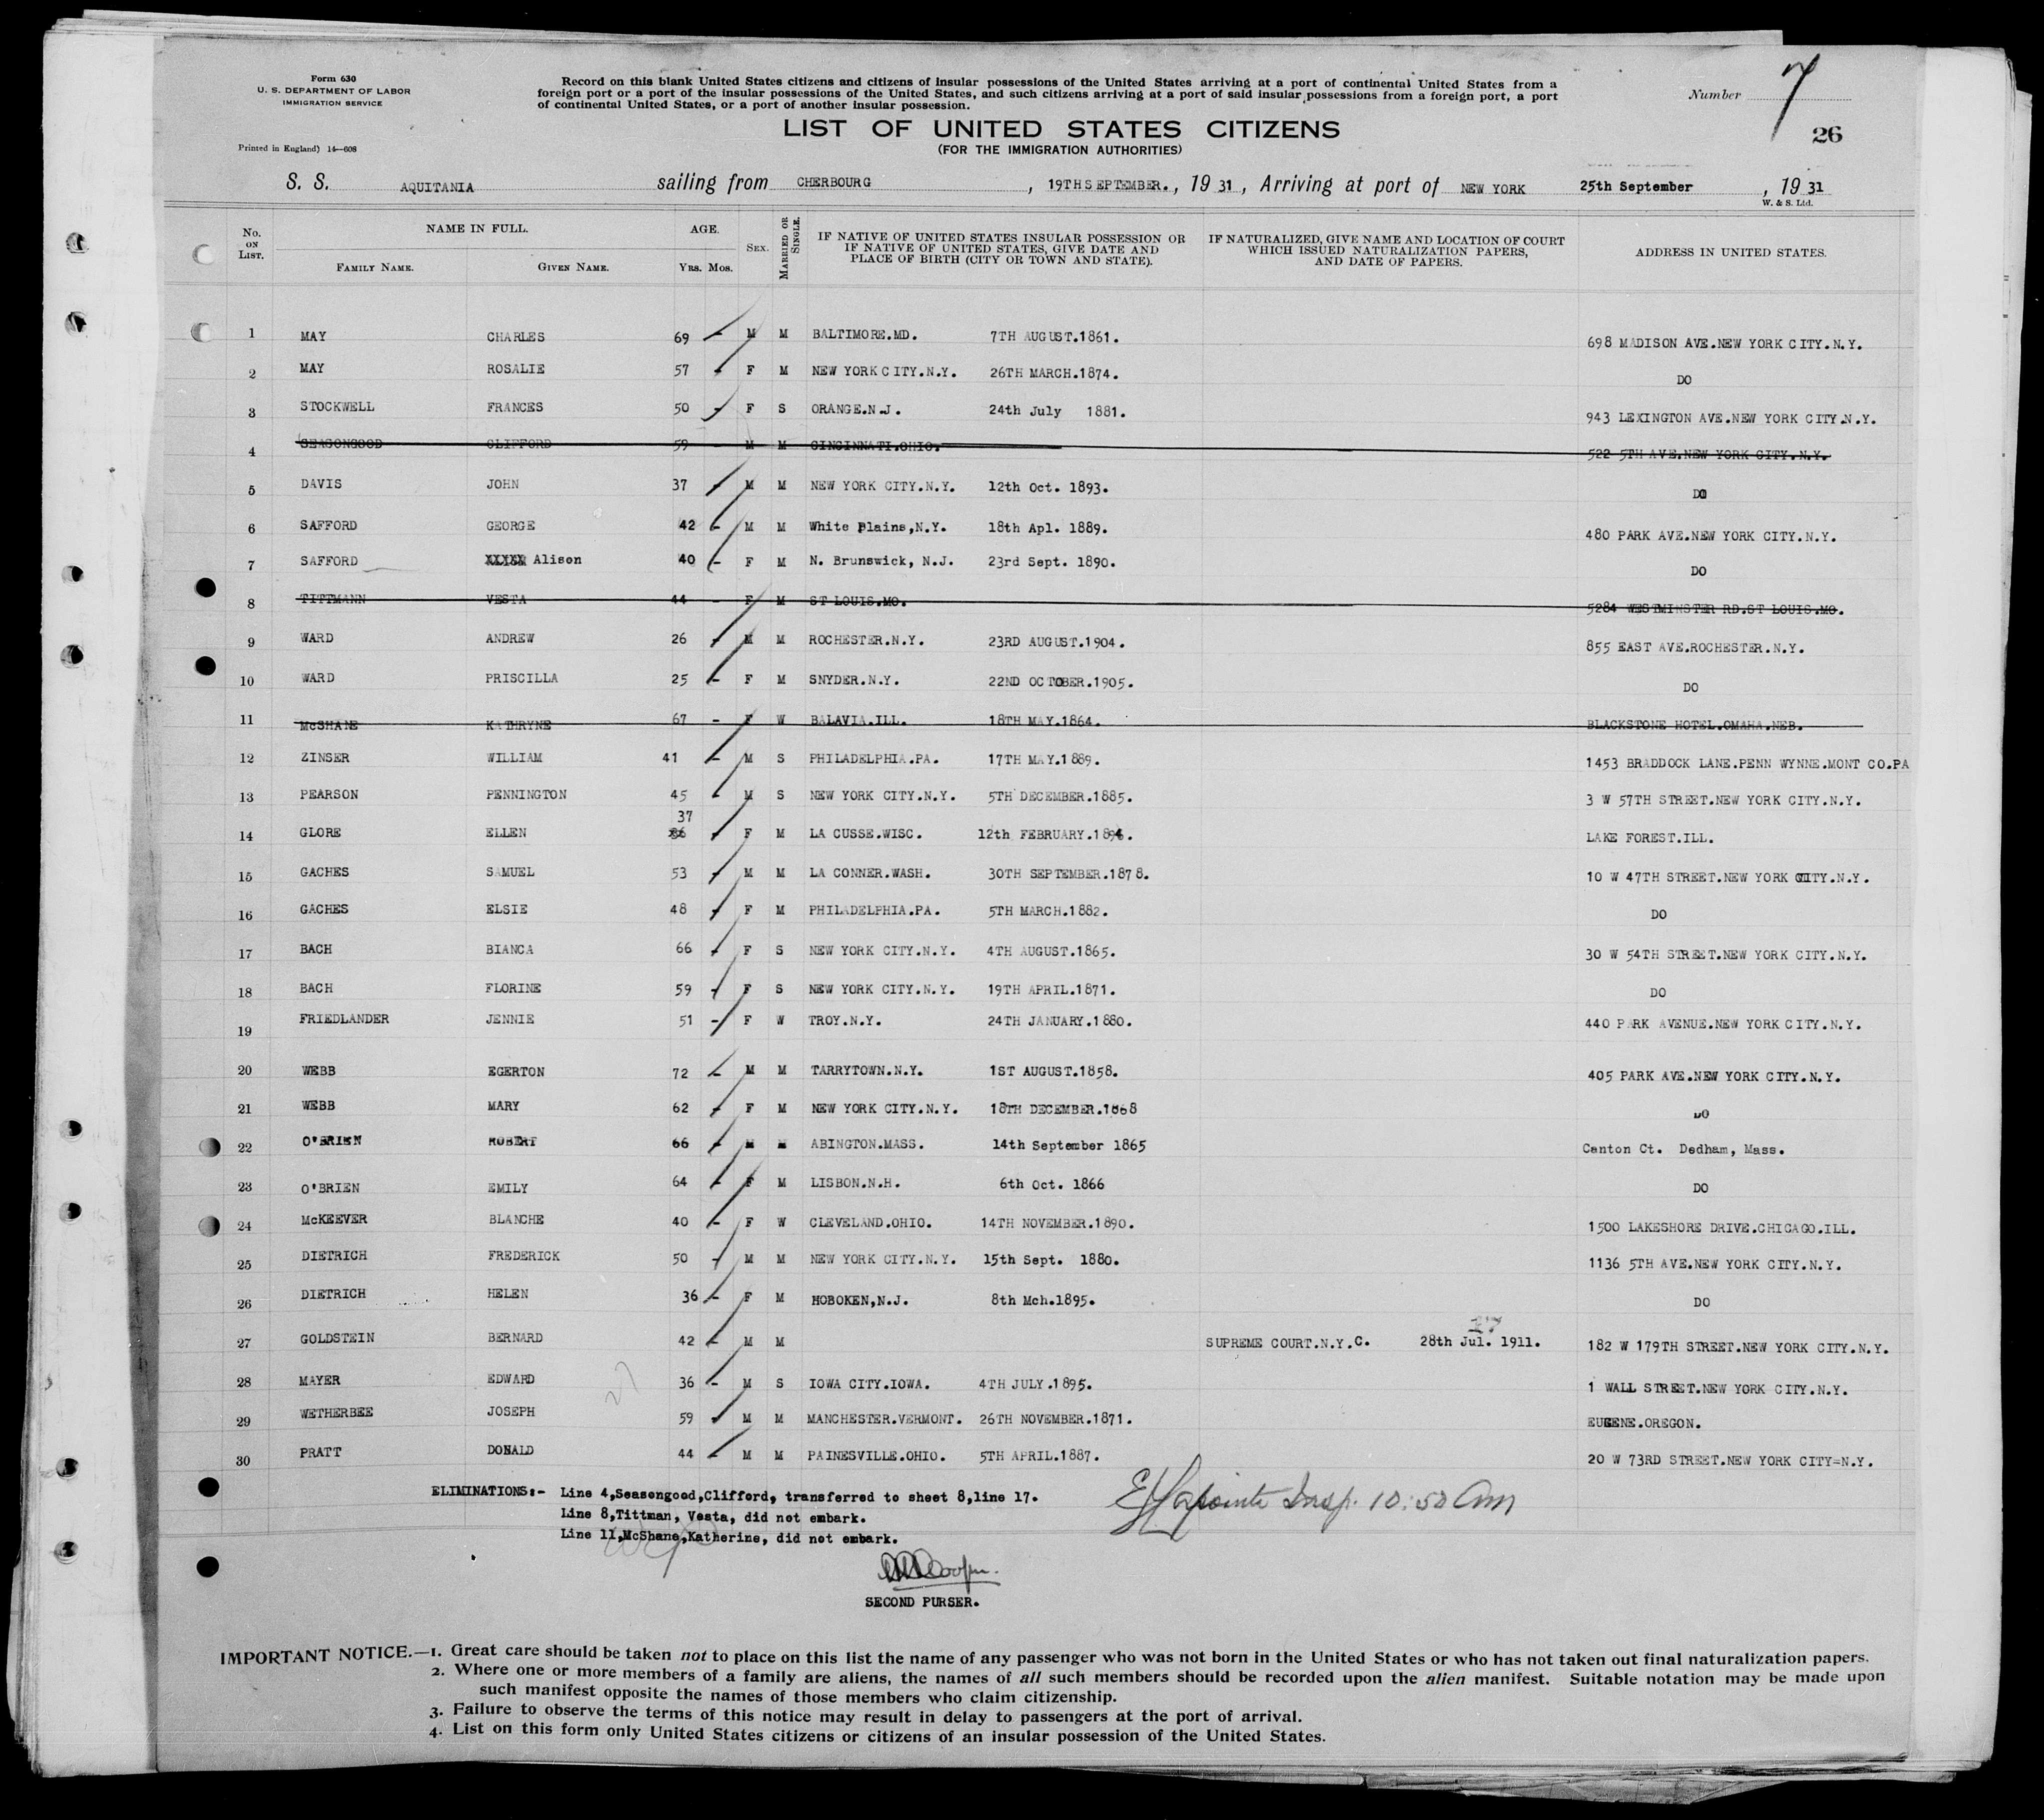 Form 630
U. S. DEPARTMENT OF LABOR
IMMIGRATION SERVICE
Record on this blank United States citizens and citizens of insular possessions of the United States arriving at a port of continental United States from a
foreign port or a port of the insular possessions of the United States, and such citizens arriving at a port of said insular possessions from a foreign port, a port
of continental United States, or a port of another insular possession.
Number 7
26
LIST OF UNITED STATES CITIZENS
(FOR THE IMMIGRATION AUTHORITIES)
Printed in England) 14—608
S. S. AQUITANIA sailing from CHERBOURG, 19TH SEPTEMBER., 19 31, Arriving at port of NEW YORK 25th September, 19 31
W. & S. Ltd.
No. ON LIST. NAME IN FULL. FAMILY NAME. GIVEN NAME. AGE. YRS. MOS. SEX. MARRIED OR SINGLE. IF NATIVE OF UNITED STATES INSULAR POSSESSION OR IF NATIVE OF UNITED STATES, GIVE DATE AND PLACE OF BIRTH (CITY OR TOWN AND STATE). IF NATURALIZED, GIVE NAME AND LOCATION OF COURT WHICH ISSUED NATURALIZATION PAPERS, AND DATE OF PAPERS. ADDRESS IN UNITED STATES.
1 MAY CHARLES 69 - M M BALTIMORE.MD. 7TH AUGUST.1861. 698 MADISON AVE.NEW YORK CITY.N.Y.
2 MAY ROSALIE 57 - F M NEW YORK CITY.N.Y. 26TH MARCH.1874. DO
3 STOCKWELL FRANCES 50 - F S ORANGE.N.J. 24th July 1881. 943 LEXINGTON AVE.NEW YORK CITY.N.Y.
4 SEASONGOOD CLIFFORD 59 - M M CINCINNATI.OHIO. 522 5TH AVE.NEW YORK CITY.N.Y.
5 DAVIS JOHN 37 - M M NEW YORK CITY.N.Y. 12th Oct. 1893. DO
6 SAFFORD GEORGE 42 - M M White Plains,N.Y. 18th Apl. 1889. 480 PARK AVE.NEW YORK CITY.N.Y.
7 SAFFORD Alison 40 - F M N. Brunswick, N.J. 23rd Sept. 1890. DO
8 TITTMANN VESTA 44 - F M ST LOUIS.MO. 5284 WESTMINSTER RD.ST LOUIS.MO.
9 WARD ANDREW 26 - M M ROCHESTER.N.Y. 23RD AUGUST.1904. 855 EAST AVE.ROCHESTER.N.Y.
10 WARD PRISCILLA 25 - F M SNYDER.N.Y. 22ND OCTOBER.1905. DO
11 McSHANE KATHRYNE 67 - F W BALAVIA.ILL. 18TH MAY.1864. BLACKSTONE HOTEL.OMAHA.NEB.
12 ZINSER WILLIAM 41 - M S PHILADELPHIA.PA. 17TH MAY.1889. 1453 BRADDOCK LANE.PENN WYNNE.MONT CO.PA
13 PEARSON PENNINGTON 45 - M S NEW YORK CITY.N.Y. 5TH DECEMBER.1885. 3 W 57TH STREET.NEW YORK CITY.N.Y.
14 GLORE ELLEN 37 - F M LA CUSSE.WISC. 12th FEBRUARY.1894. LAKE FOREST.ILL.
15 GACHES SAMUEL 53 - M M LA CONNER.WASH. 30TH SEPTEMBER.1878. 10 W 47TH STREET.NEW YORK CITY.N.Y.
16 GACHES ELSIE 48 - F M PHILADELPHIA.PA. 5TH MARCH.1882. DO
17 BACH BIANCA 66 - F S NEW YORK CITY.N.Y. 4TH AUGUST.1865. 30 W 54TH STREET.NEW YORK CITY.N.Y.
18 BACH FLORINE 59 - F S NEW YORK CITY.N.Y. 19TH APRIL.1871. DO
19 FRIEDLANDER JENNIE 51 - F W TROY.N.Y. 24TH JANUARY.1880. 440 PARK AVENUE.NEW YORK CITY.N.Y.
20 WEBB EGERTON 72 - M M TARRYTOWN.N.Y. 1ST AUGUST.1858. 405 PARK AVE.NEW YORK CITY.N.Y.
21 WEBB MARY 62 - F M NEW YORK CITY.N.Y. 18TH DECEMBER.1868 DO
22 O'BRIEN ROBERT 66 - M M ABINGTON.MASS. 14th September 1865 Canton Ct. Dedham, Mass.
23 O'BRIEN EMILY 64 - F M LISBON.N.H. 6th Oct. 1866 DO
24 McKEEVER BLANCHE 40 - F W CLEVELAND.OHIO. 14TH NOVEMBER.1890. 1500 LAKESHORE DRIVE.CHICAGO.ILL.
25 DIETRICH FREDERICK 50 - M M NEW YORK CITY.N.Y. 15th Sept. 1880. 1136 5TH AVE.NEW YORK CITY.N.Y.
26 DIETRICH HELEN 36 - F M HOBOKEN,N.J. 8th Mch.1895. DO
27 GOLDSTEIN BERNARD 42 - M M SUPREME COURT.N.Y.C. 28th Jul. 1911. 27 182 W 179TH STREET.NEW YORK CITY.N.Y.
28 MAYER EDWARD 27 36 - M S IOWA CITY.IOWA. 4TH JULY.1895. 1 WALL STREET.NEW YORK CITY.N.Y.
29 WETHERBEE JOSEPH 59 - M M MANCHESTER.VERMONT. 26TH NOVEMBER.1871. EUGENE.OREGON.
30 PRATT DONALD 44 - M M PAINESVILLE.OHIO. 5TH APRIL.1887. 20 W 73RD STREET.NEW YORK CITY=N.Y.
ELIMINATIONS:- Line 4,Seasongood,Clifford, transferred to sheet 8,line 17.
Line 8,Tittman, Vesta, did not embark.
Line 11,McShane,Katherine, did not embark.
Insp. 10:50 Am
SECOND PURSER.
IMPORTANT NOTICE.—1. Great care should be taken not to place on this list the name of any passenger who was not born in the United States or who has not taken out final naturalization papers.
2. Where one or more members of a family are aliens, the names of all such members should be recorded upon the alien manifest. Suitable notation may be made upon
such manifest opposite the names of those members who claim citizenship.
3. Failure to observe the terms of this notice may result in delay to passengers at the port of arrival.
4. List on this form only United States citizens or citizens of an insular possession of the United States.